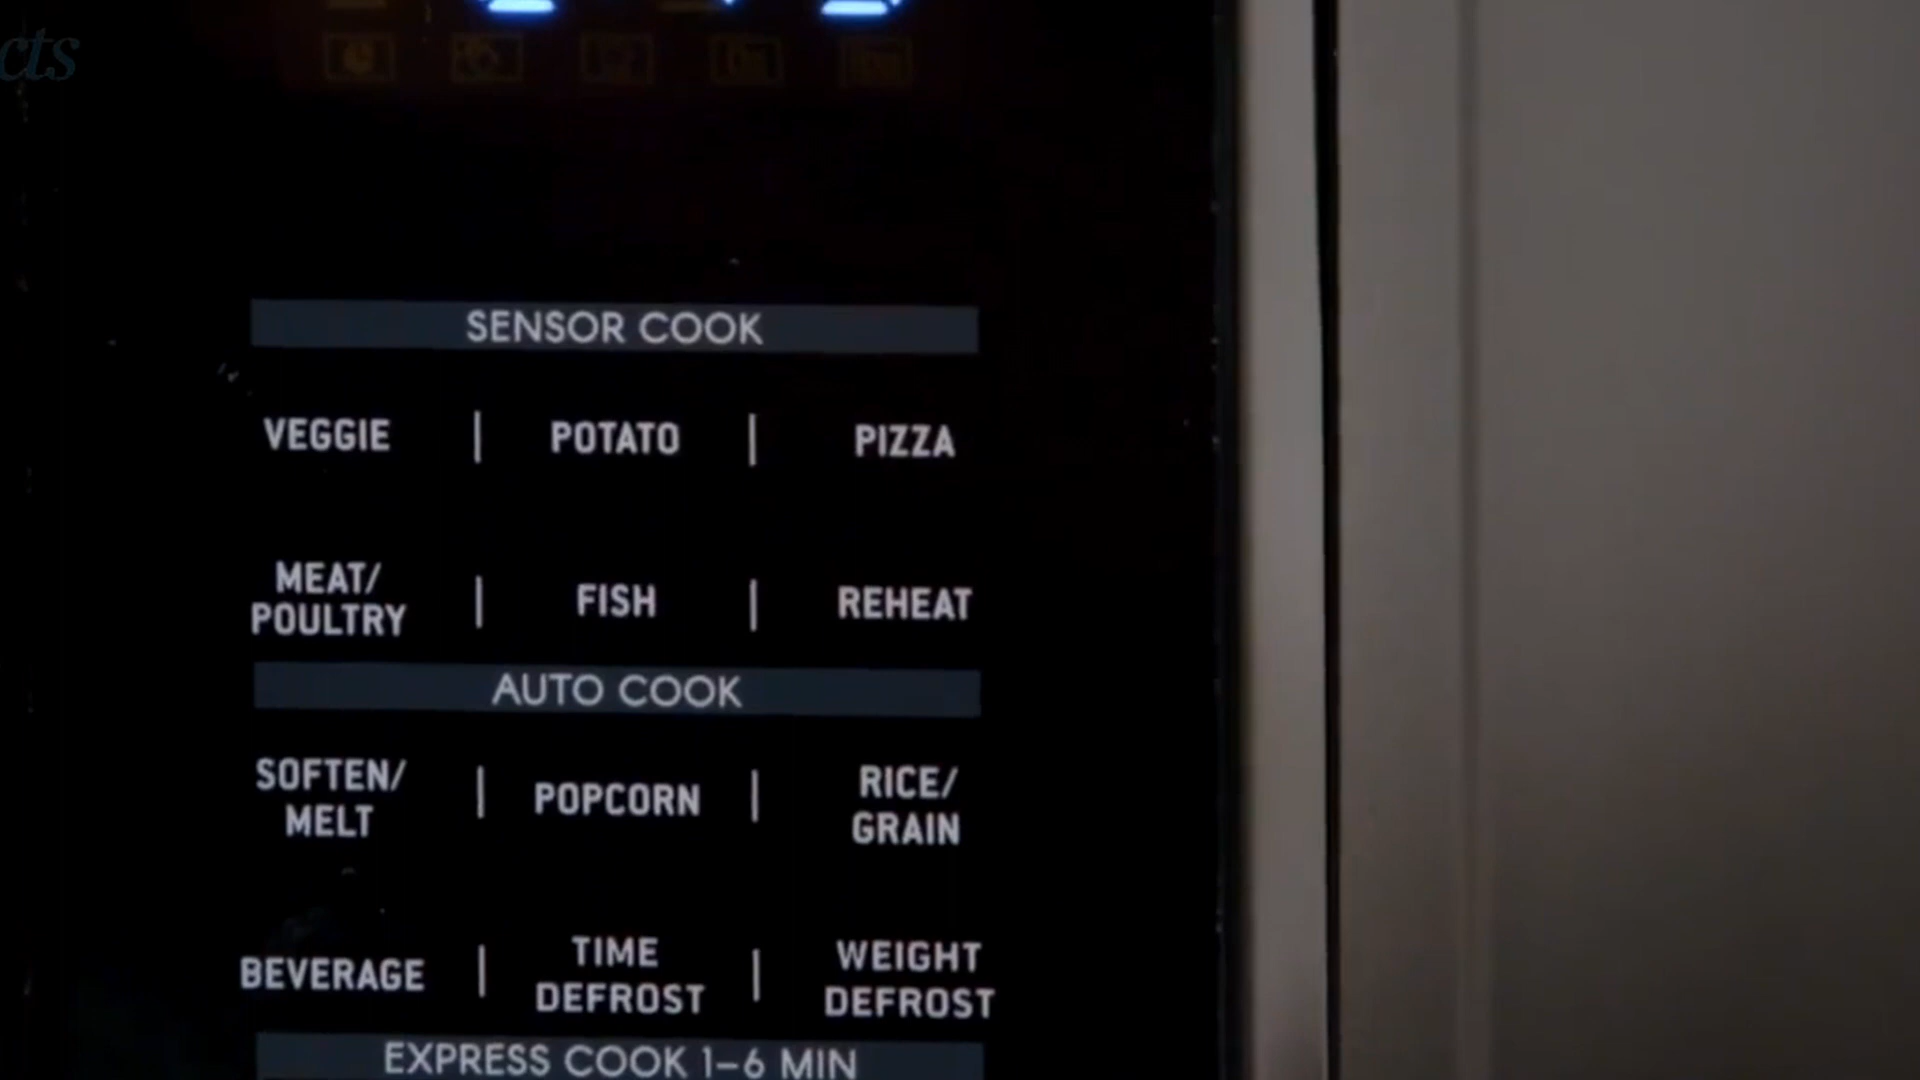 cts
SENSOR COOK
VEGGIE | POTATO | PIZZA
MEAT/
POULTRY | FISH | REHEAT
AUTO COOK
SOFTEN/
MELT | POPCORN | RICE/
GRAIN
BEVERAGE | TIME
DEFROST | WEIGHT
DEFROST
EXPRESS COOK 1–6 MIN